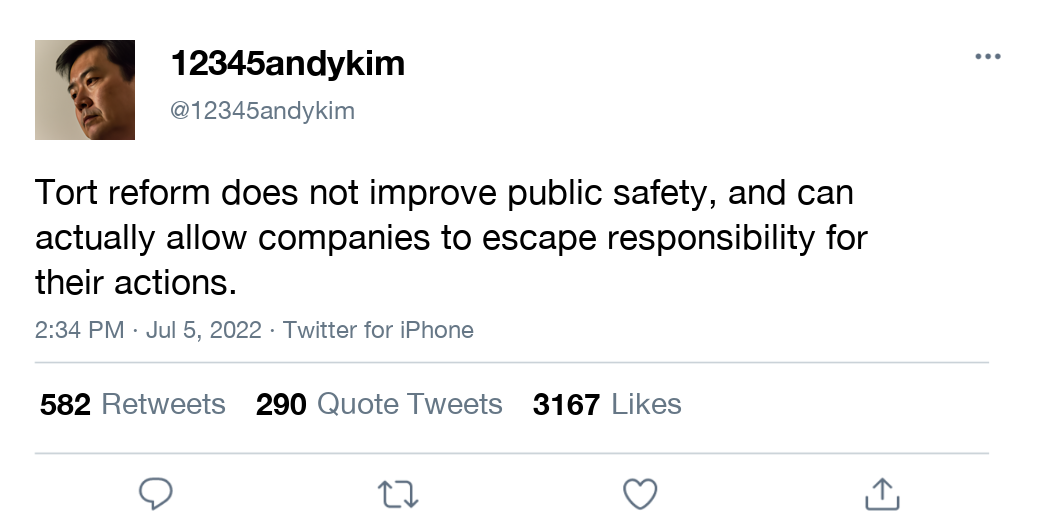 12345andykim
@12345andykim
Tort reform does not improve public safety, and can
actually allow companies to escape responsibility for
their actions.
2:34 PM · Jul 5, 2022 · Twitter for iPhone
582 Retweets 290 Quote Tweets 3167 Likes